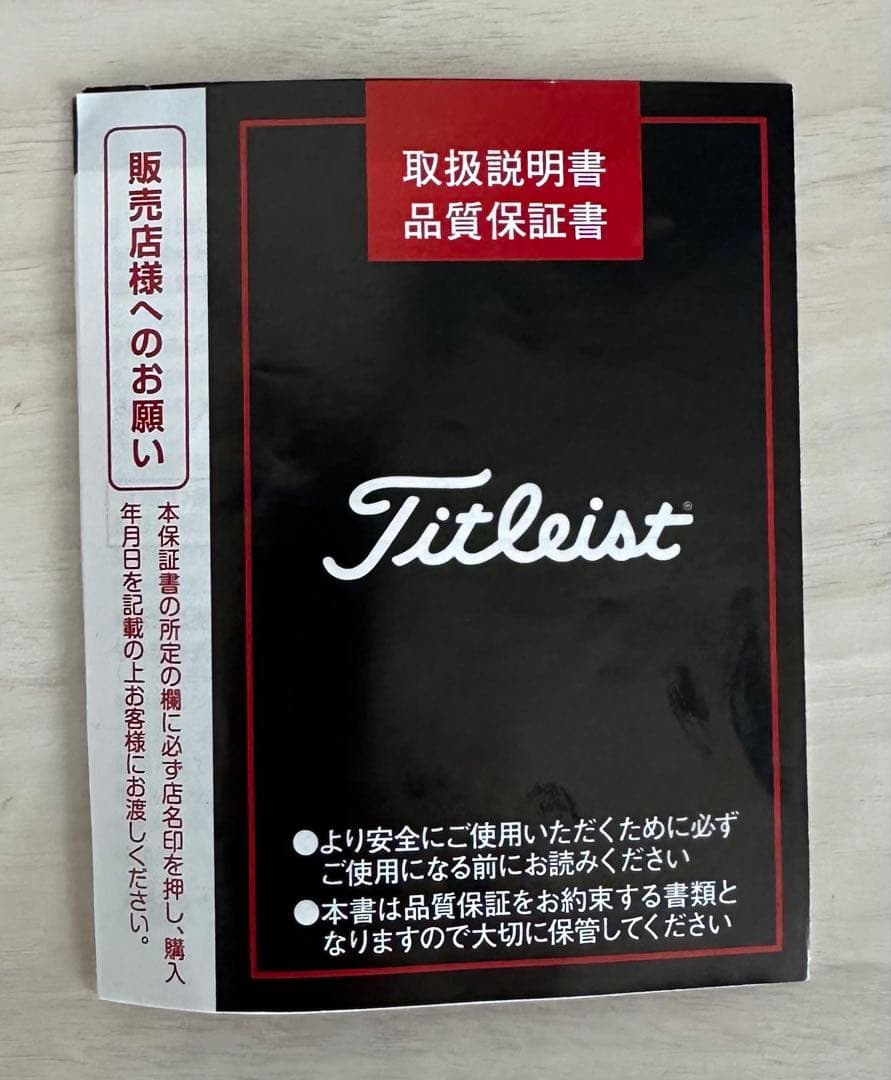 取扱説明書
品質保証書
Titleist®
●より安全にご使用いただくために必ず
ご使用になる前にお読みください
●本書は品質保証をお約束する書類と
なりますので大切に保管してください
販売店様へのお願い
本保証書の所定の欄に必ず店名印を押し、購入
年月日を記載の上お客様にお渡しください。